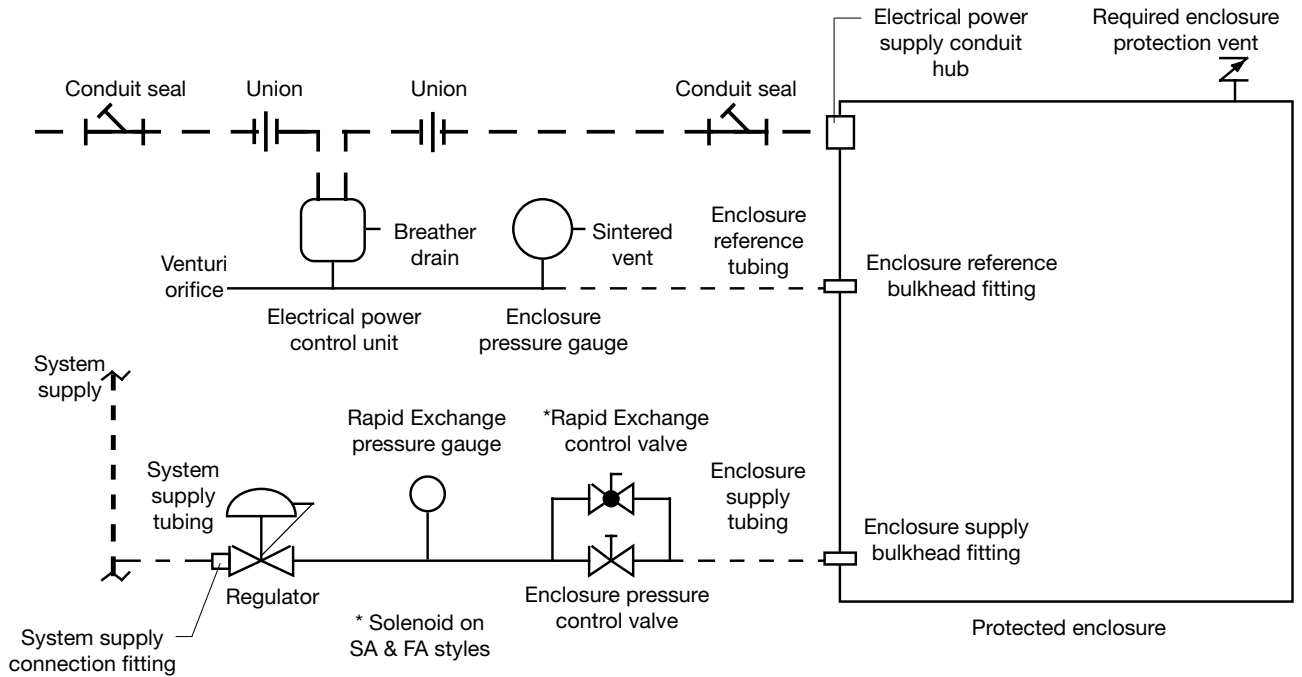 Electrical power
supply conduit
hub
Required enclosure
protection vent
Conduit seal
Union
Union
Conduit seal
Breather
drain
Sintered
vent
Enclosure
reference
tubing
Venturi
orifice
Enclosure reference
bulkhead fitting
Electrical power
control unit
Enclosure
pressure gauge
System
supply
Rapid Exchange
pressure gauge
*Rapid Exchange
control valve
System
supply
tubing
Enclosure
supply
tubing
Enclosure supply
bulkhead fitting
Regulator
Enclosure pressure
control valve
* Solenoid on
SA & FA styles
System supply
connection fitting
Protected enclosure